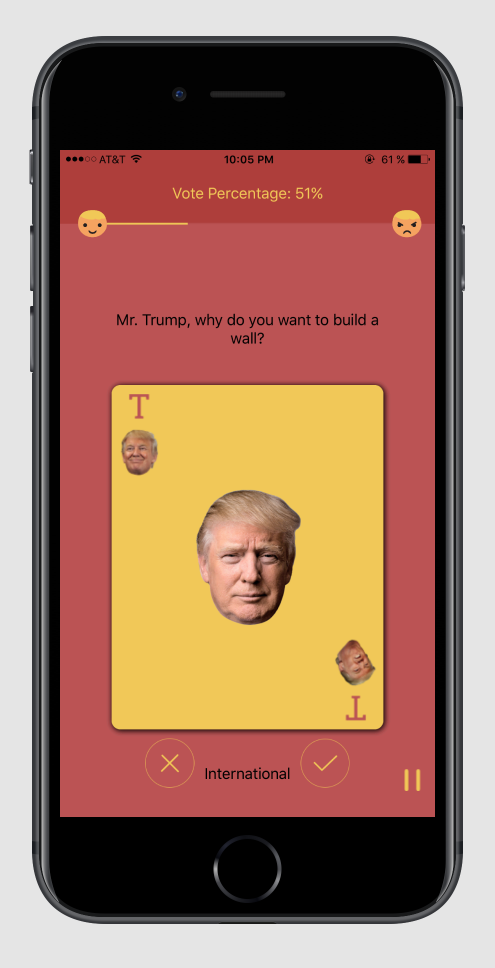 AT&T 10:05 PM 61 %
Vote Percentage: 51%
Mr. Trump, why do you want to build a
wall?
T
T
International